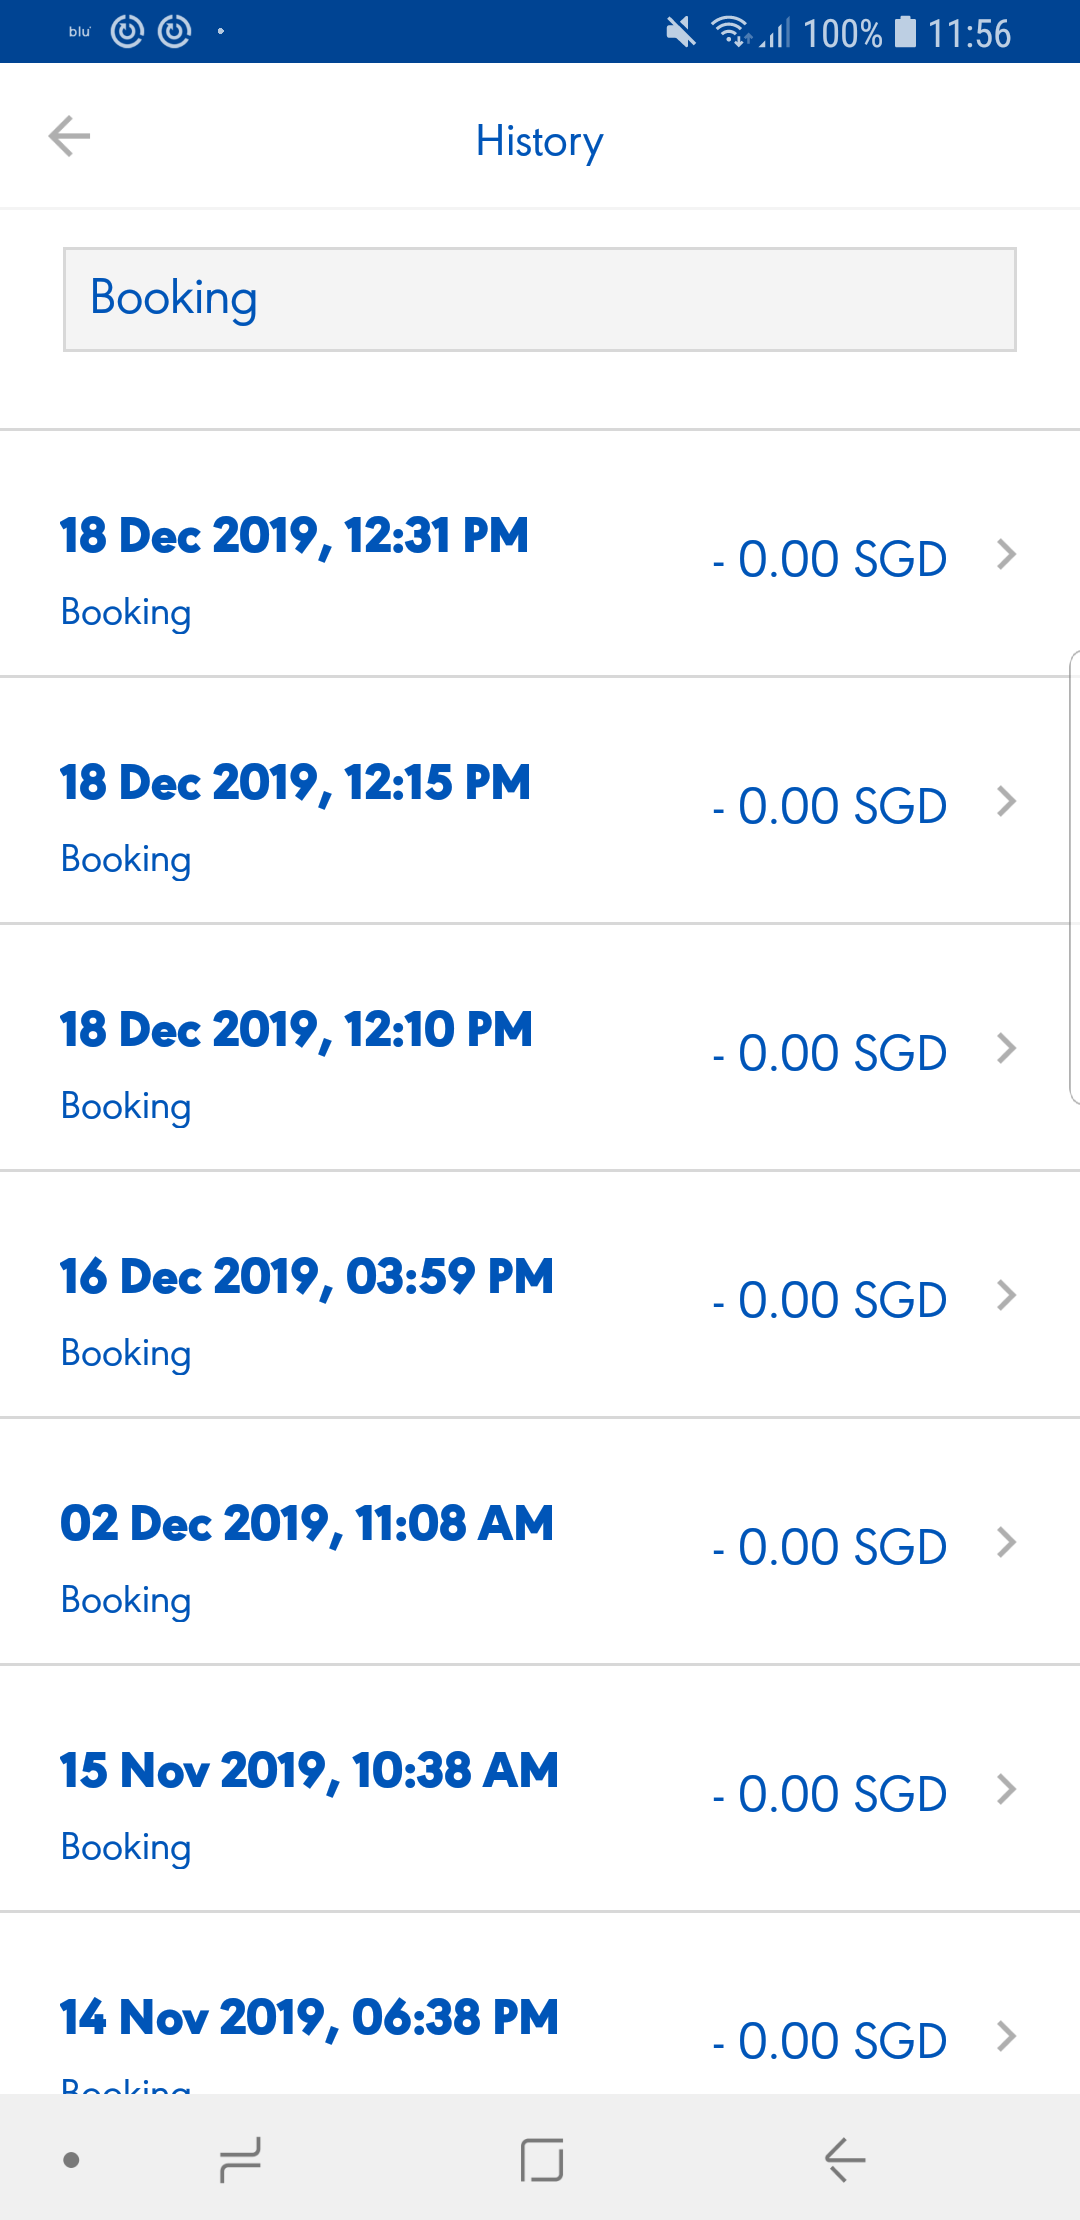 blu
100% 11:56
History
Booking
18 Dec 2019, 12:31 PM
- 0.00 SGD
Booking
18 Dec 2019, 12:15 PM
- 0.00 SGD
Booking
18 Dec 2019, 12:10 PM
- 0.00 SGD
Booking
16 Dec 2019, 03:59 PM
- 0.00 SGD
Booking
02 Dec 2019, 11:08 AM
- 0.00 SGD
Booking
15 Nov 2019, 10:38 AM
- 0.00 SGD
Booking
14 Nov 2019, 06:38 PM
- 0.00 SGD
Booking